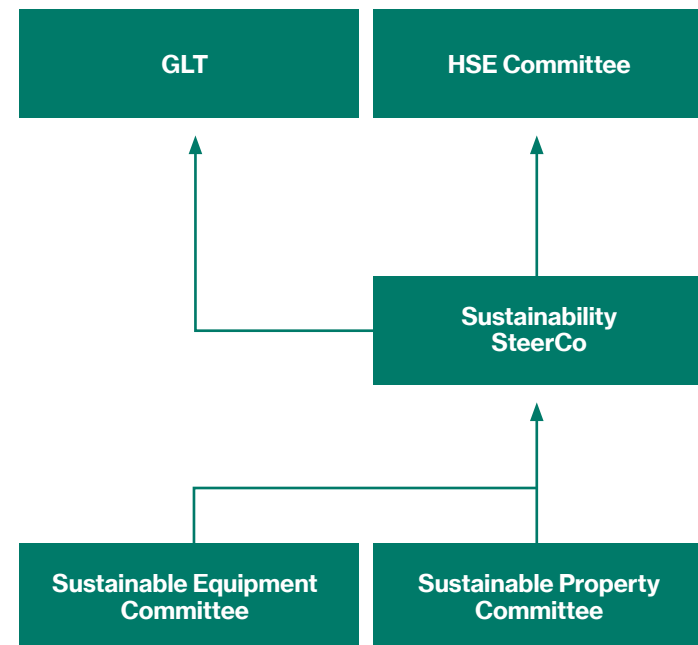 GLT
HSE Committee
Sustainability
SteerCo
Sustainable Equipment
Committee
Sustainable Property
Committee